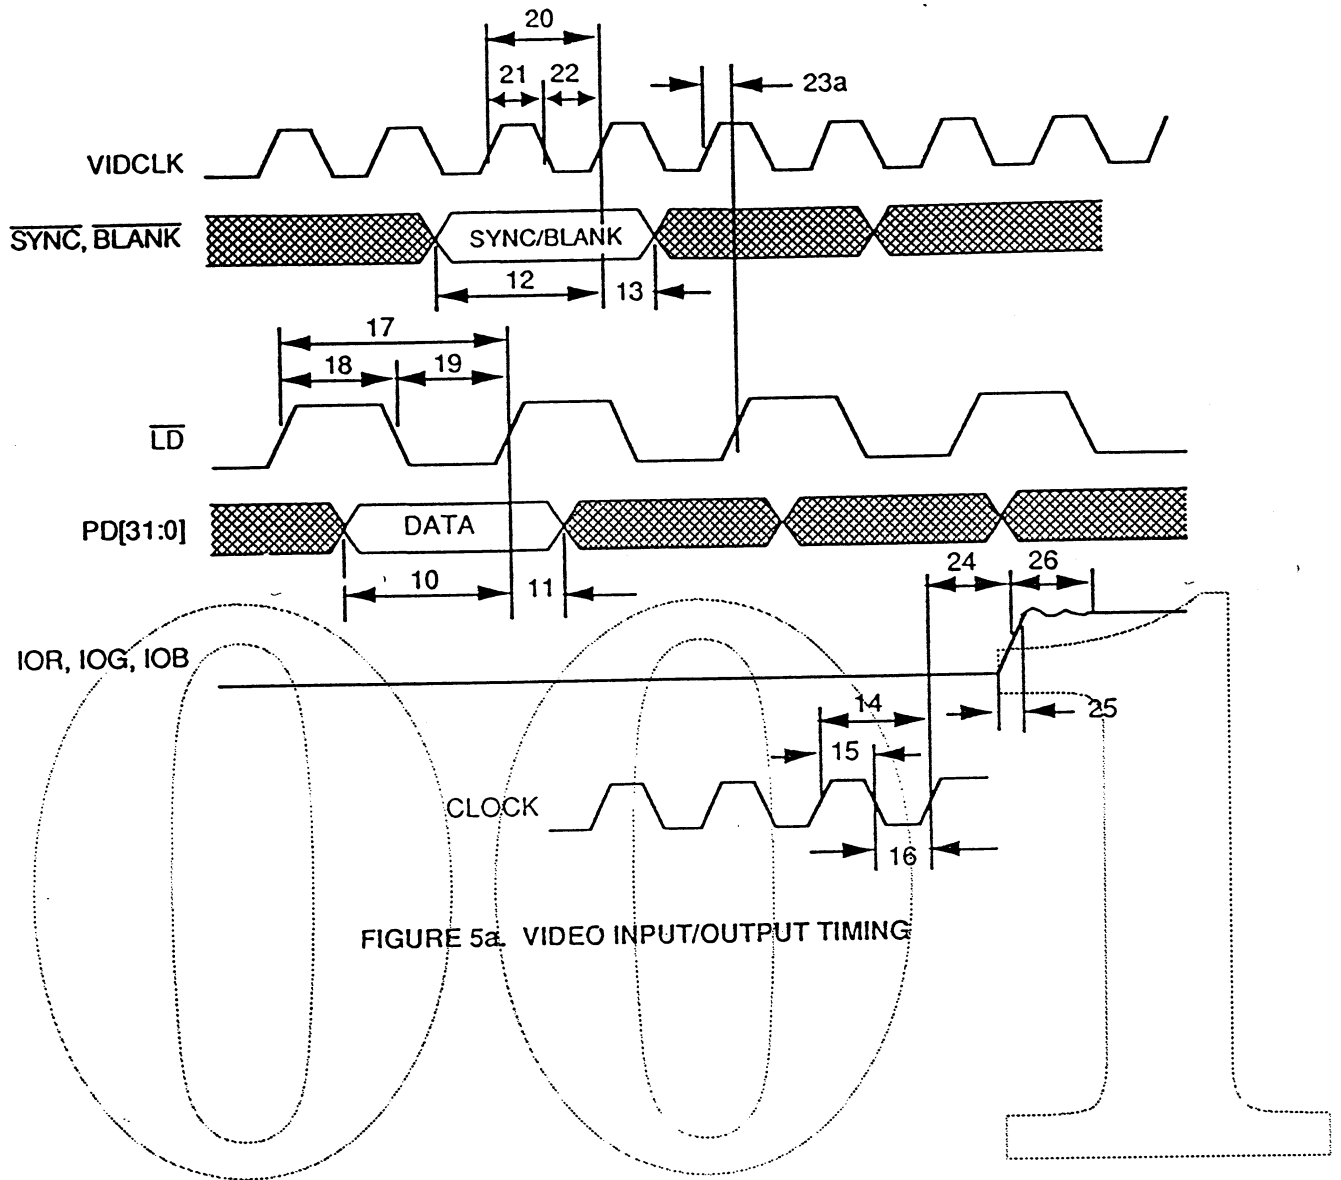 20
21 22
23a
VIDCLK
SYNC, BLANK
SYNC/BLANK
12
13
17
18 19
LD
PD[31:0]
DATA
10
11
24 26
IOR, IOG, IOB
25
14
15
CLOCK
16
FIGURE 5a. VIDEO INPUT/OUTPUT TIMING
001